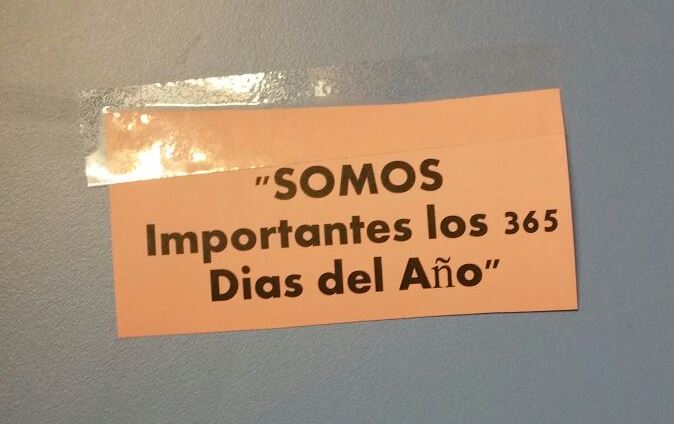 "SOMOS
Importantes los 365
Dias del Año"